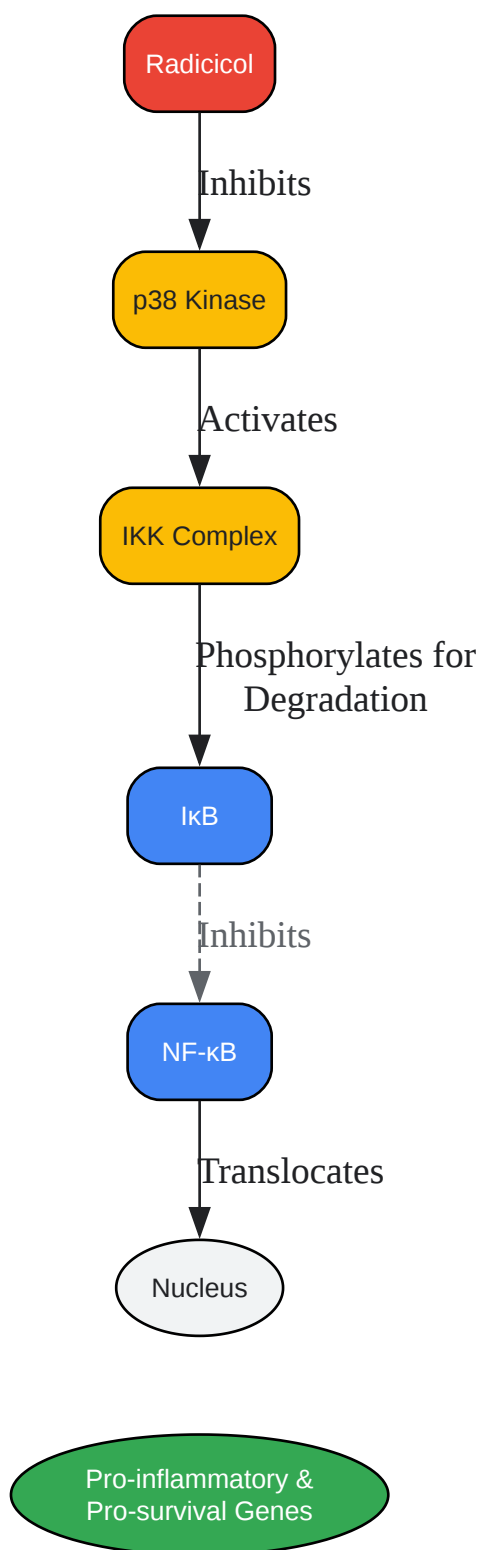 Radicicol
Inhibits
p38 Kinase
Activates
IKK Complex
Phosphorylates for
Degradation
IκB
Inhibits
NF-κB
Translocates
Nucleus
Pro-inflammatory &
Pro-survival Genes